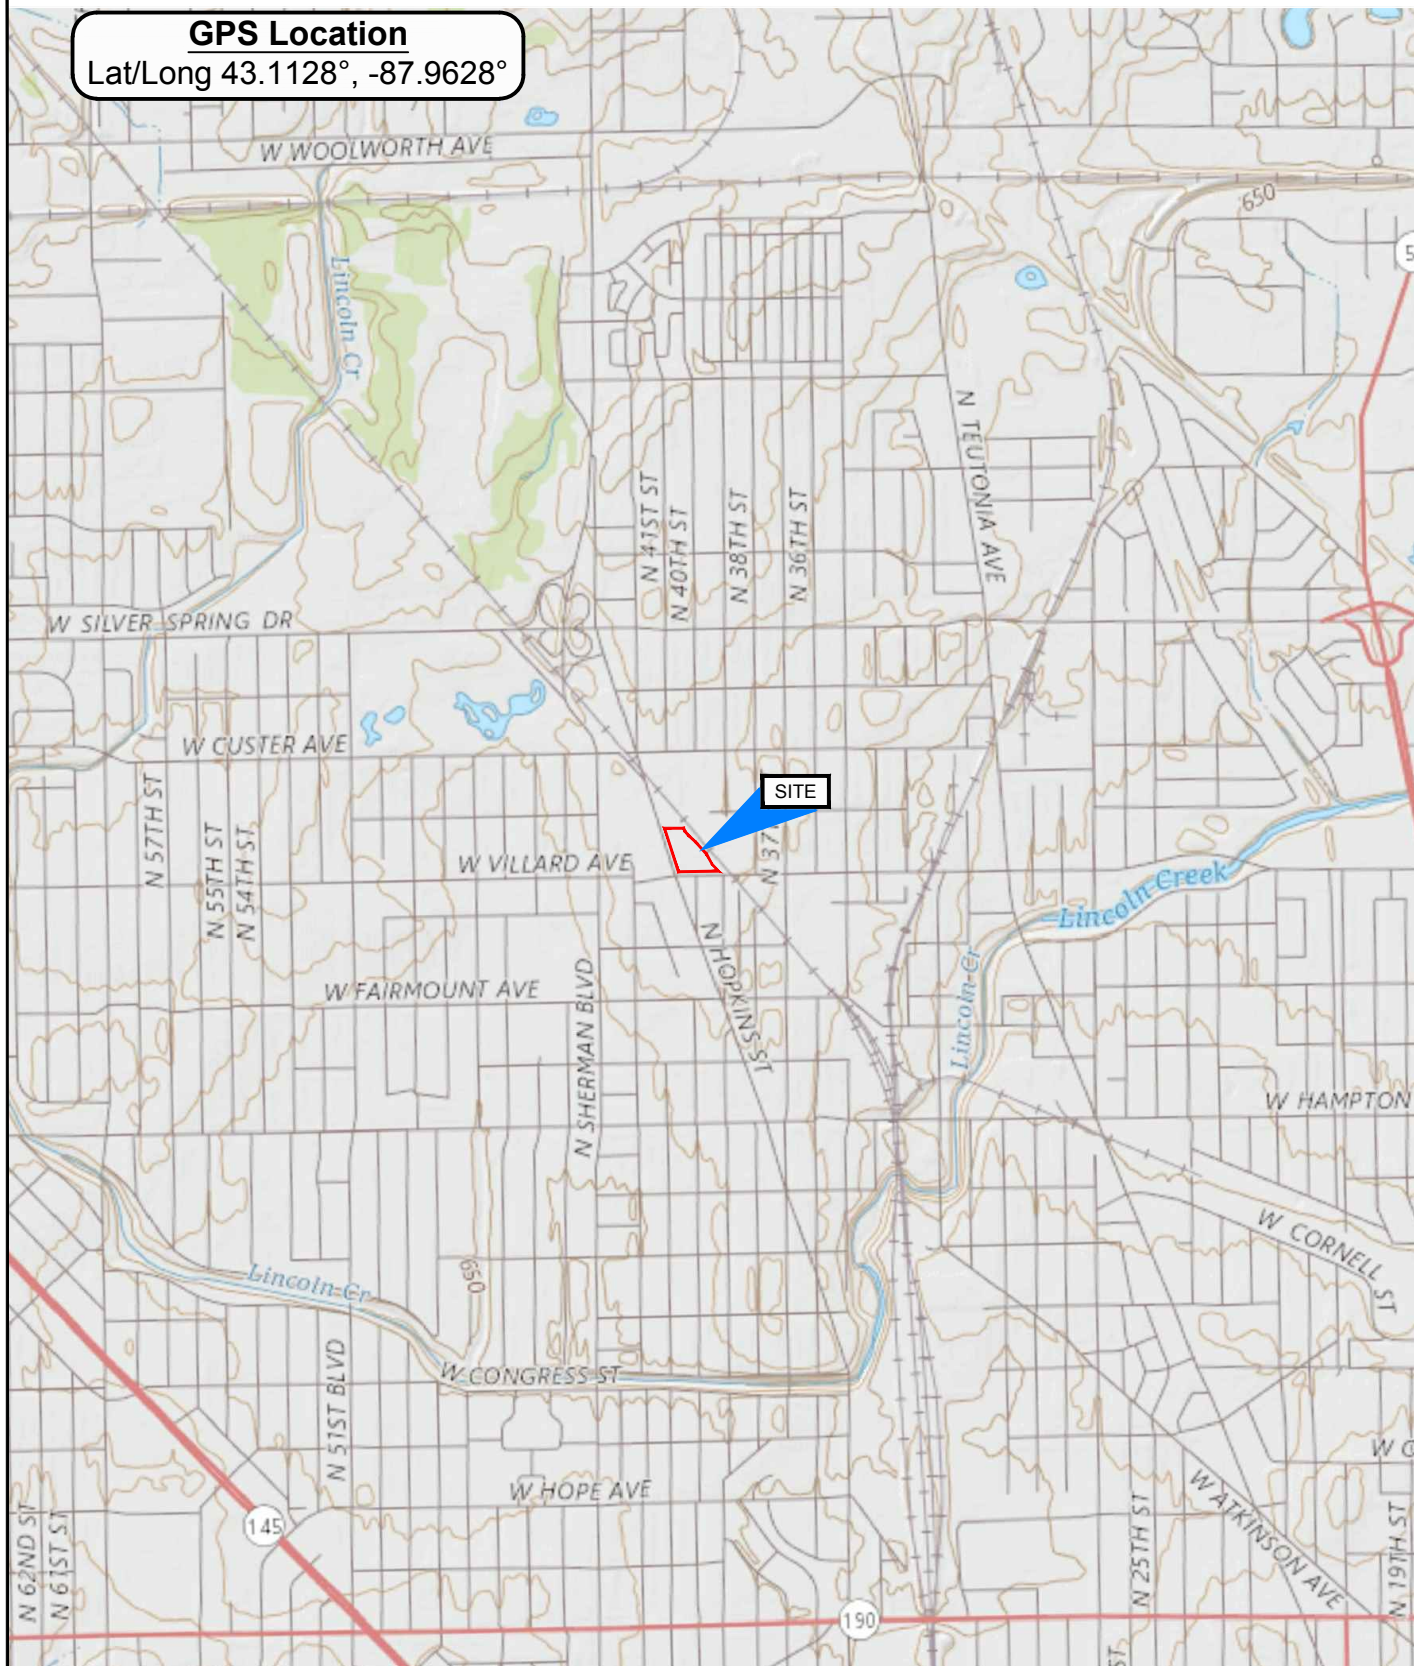 GPS Location
Lat/Long 43.1128°, -87.9628°
W WOOLWORTH AVE
650
5
Lincoln Cr
N TEUTONIA AVE
N 41ST ST
N 40TH ST
N 38TH ST
N 36TH ST
W SILVER SPRING DR
W CUSTER AVE
SITE
N 57TH ST
N 55TH ST
N 54TH ST
W VILLARD AVE
N 37
Lincoln Creek
N HOPKINS ST
Lincoln Cr
W FAIRMOUNT AVE
N SHERMAN BLVD
W HAMPTON
W CORNELL ST
Lincoln Cr
650
W CONGRESS ST
N 51ST BLVD
W HOPE AVE
W ATKINSON AVE
145
N 62ND ST
N 61ST ST
N 25TH ST
N 19TH ST
190
ST